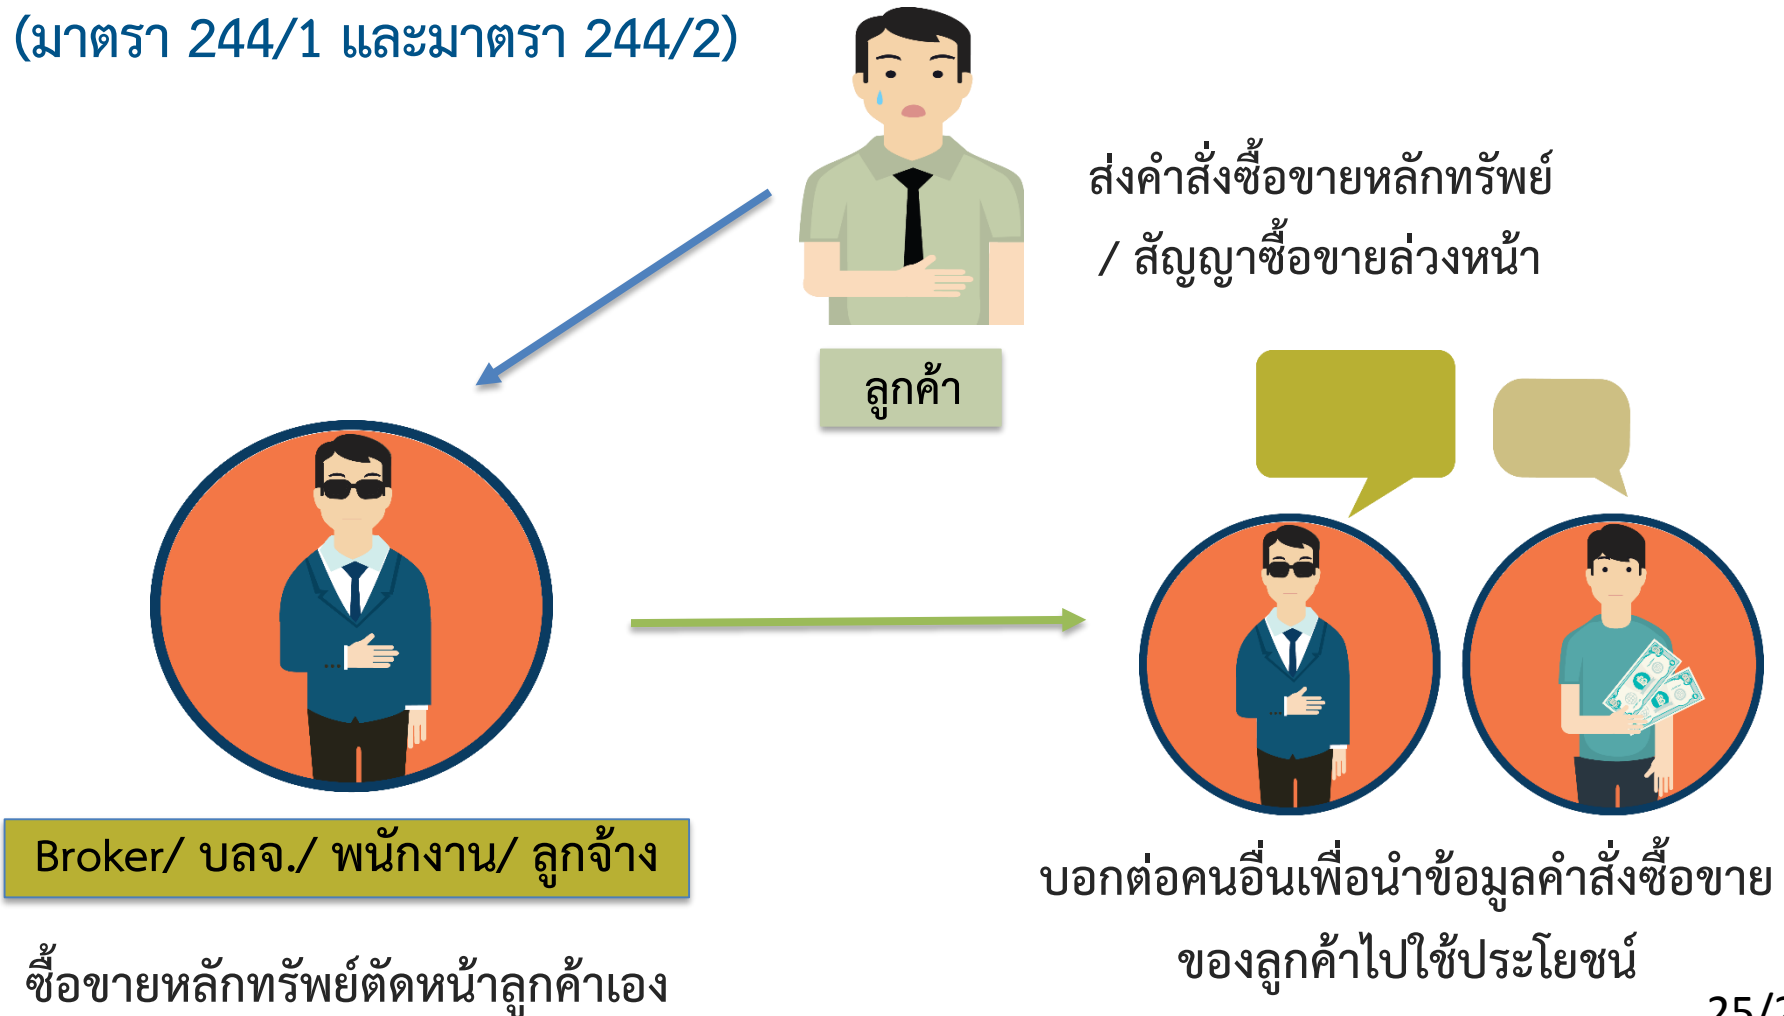 (มาตรา 244/1 และมาตรา 244/2)
ส่งคำสั่งซื้อขายหลักทรัพย์
/ สัญญาซื้อขายล่วงหน้า
ลูกค้า
Broker/ บลจ./ พนักงาน/ ลูกจ้าง
ซื้อขายหลักทรัพย์ตัดหน้าลูกค้าเอง
บอกต่อคนอื่นเพื่อนำข้อมูลคำสั่งซื้อขาย
ของลูกค้าไปใช้ประโยชน์